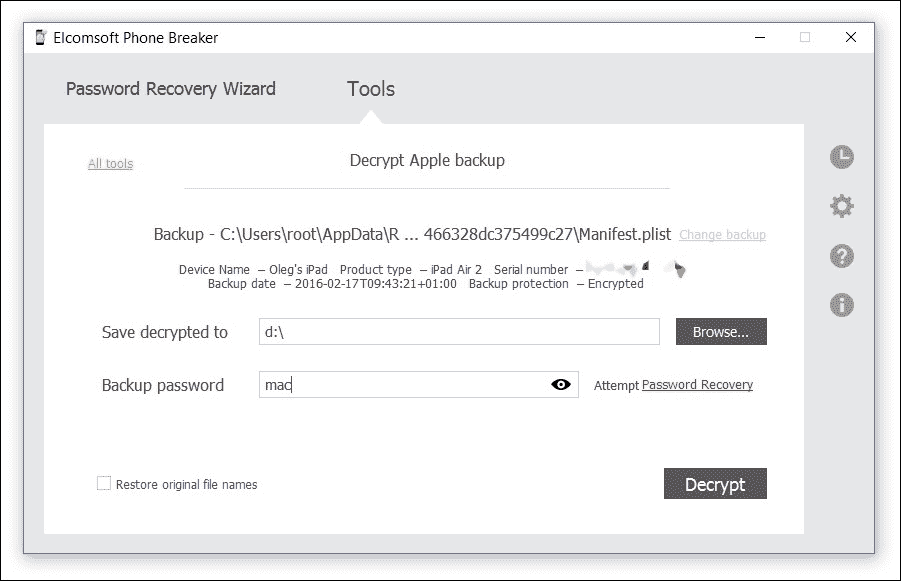 Elcomsoft Phone Breaker
Password Recovery Wizard Tools
All tools
Decrypt Apple backup
Backup - C:\Users\root\AppData\R ... 466328dc375499c27\Manifest.plist Change backup
Device Name – Oleg's iPad Product type – iPad Air 2 Serial number –
Backup date – 2016-02-17T09:43:21+01:00 Backup protection – Encrypted
Save decrypted to d:\ Browse...
Backup password mac Attempt Password Recovery
Restore original file names Decrypt